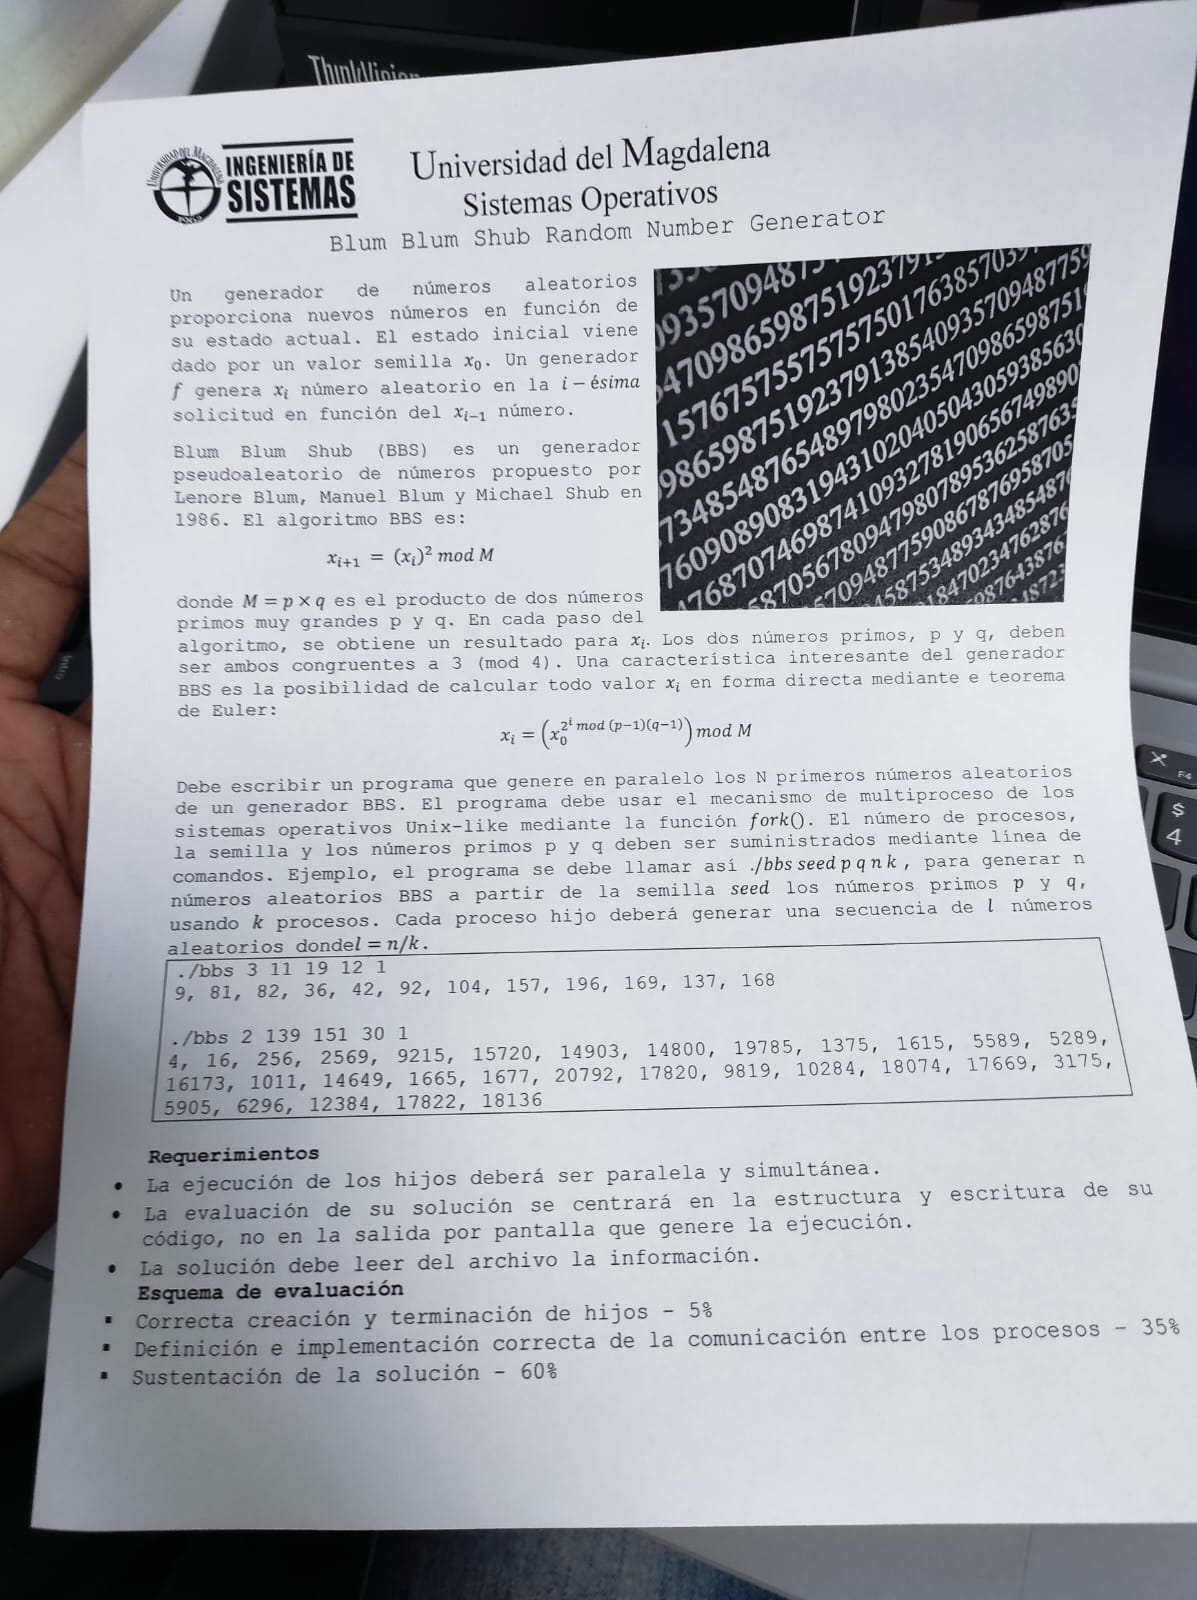 ThinkVision
INGENIERÍA DE
SISTEMAS
Universidad del Magdalena
Sistemas Operativos
Blum Blum Shub Random Number Generator
Un generador de números aleatorios
proporciona nuevos números en función de
su estado actual. El estado inicial viene
dado por un valor semilla x₀. Un generador
f genera xᵢ número aleatorio en la i − ésima
solicitud en función del xᵢ₋₁ número.
Blum Blum Shub (BBS) es un generador
pseudoaleatorio de números propuesto por
Lenore Blum, Manuel Blum y Michael Shub en
1986. El algoritmo BBS es:
xᵢ₊₁ = (xᵢ)² mod M
donde M = p × q es el producto de dos números
primos muy grandes p y q. En cada paso del
algoritmo, se obtiene un resultado para xᵢ. Los dos números primos, p y q, deben
ser ambos congruentes a 3 (mod 4). Una característica interesante del generador
BBS es la posibilidad de calcular todo valor xᵢ en forma directa mediante e teorema
de Euler:
xᵢ = (x₀^(2^i mod (p−1)(q−1))) mod M
Debe escribir un programa que genere en paralelo los N primeros números aleatorios
de un generador BBS. El programa debe usar el mecanismo de multiproceso de los
sistemas operativos Unix-like mediante la función fork(). El número de procesos,
la semilla y los números primos p y q deben ser suministrados mediante línea de
comandos. Ejemplo, el programa se debe llamar así ./bbs seed p q n k, para generar n
números aleatorios BBS a partir de la semilla seed los números primos p y q,
usando k procesos. Cada proceso hijo deberá generar una secuencia de l números
aleatorios dondel = n/k.
./bbs 3 11 19 12 1
9, 81, 82, 36, 42, 92, 104, 157, 196, 169, 137, 168
./bbs 2 139 151 30 1
4, 16, 256, 2569, 9215, 15720, 14903, 14800, 19785, 1375, 1615, 5589, 5289,
16173, 1011, 14649, 1665, 1677, 20792, 17820, 9819, 10284, 18074, 17669, 3175,
5905, 6296, 12384, 17822, 18136
Requerimientos
• La ejecución de los hijos deberá ser paralela y simultánea.
• La evaluación de su solución se centrará en la estructura y escritura de su
código, no en la salida por pantalla que genere la ejecución.
• La solución debe leer del archivo la información.
Esquema de evaluación
▪ Correcta creación y terminación de hijos - 5%
▪ Definición e implementación correcta de la comunicación entre los procesos - 35%
▪ Sustentación de la solución - 60%
F4
$
4